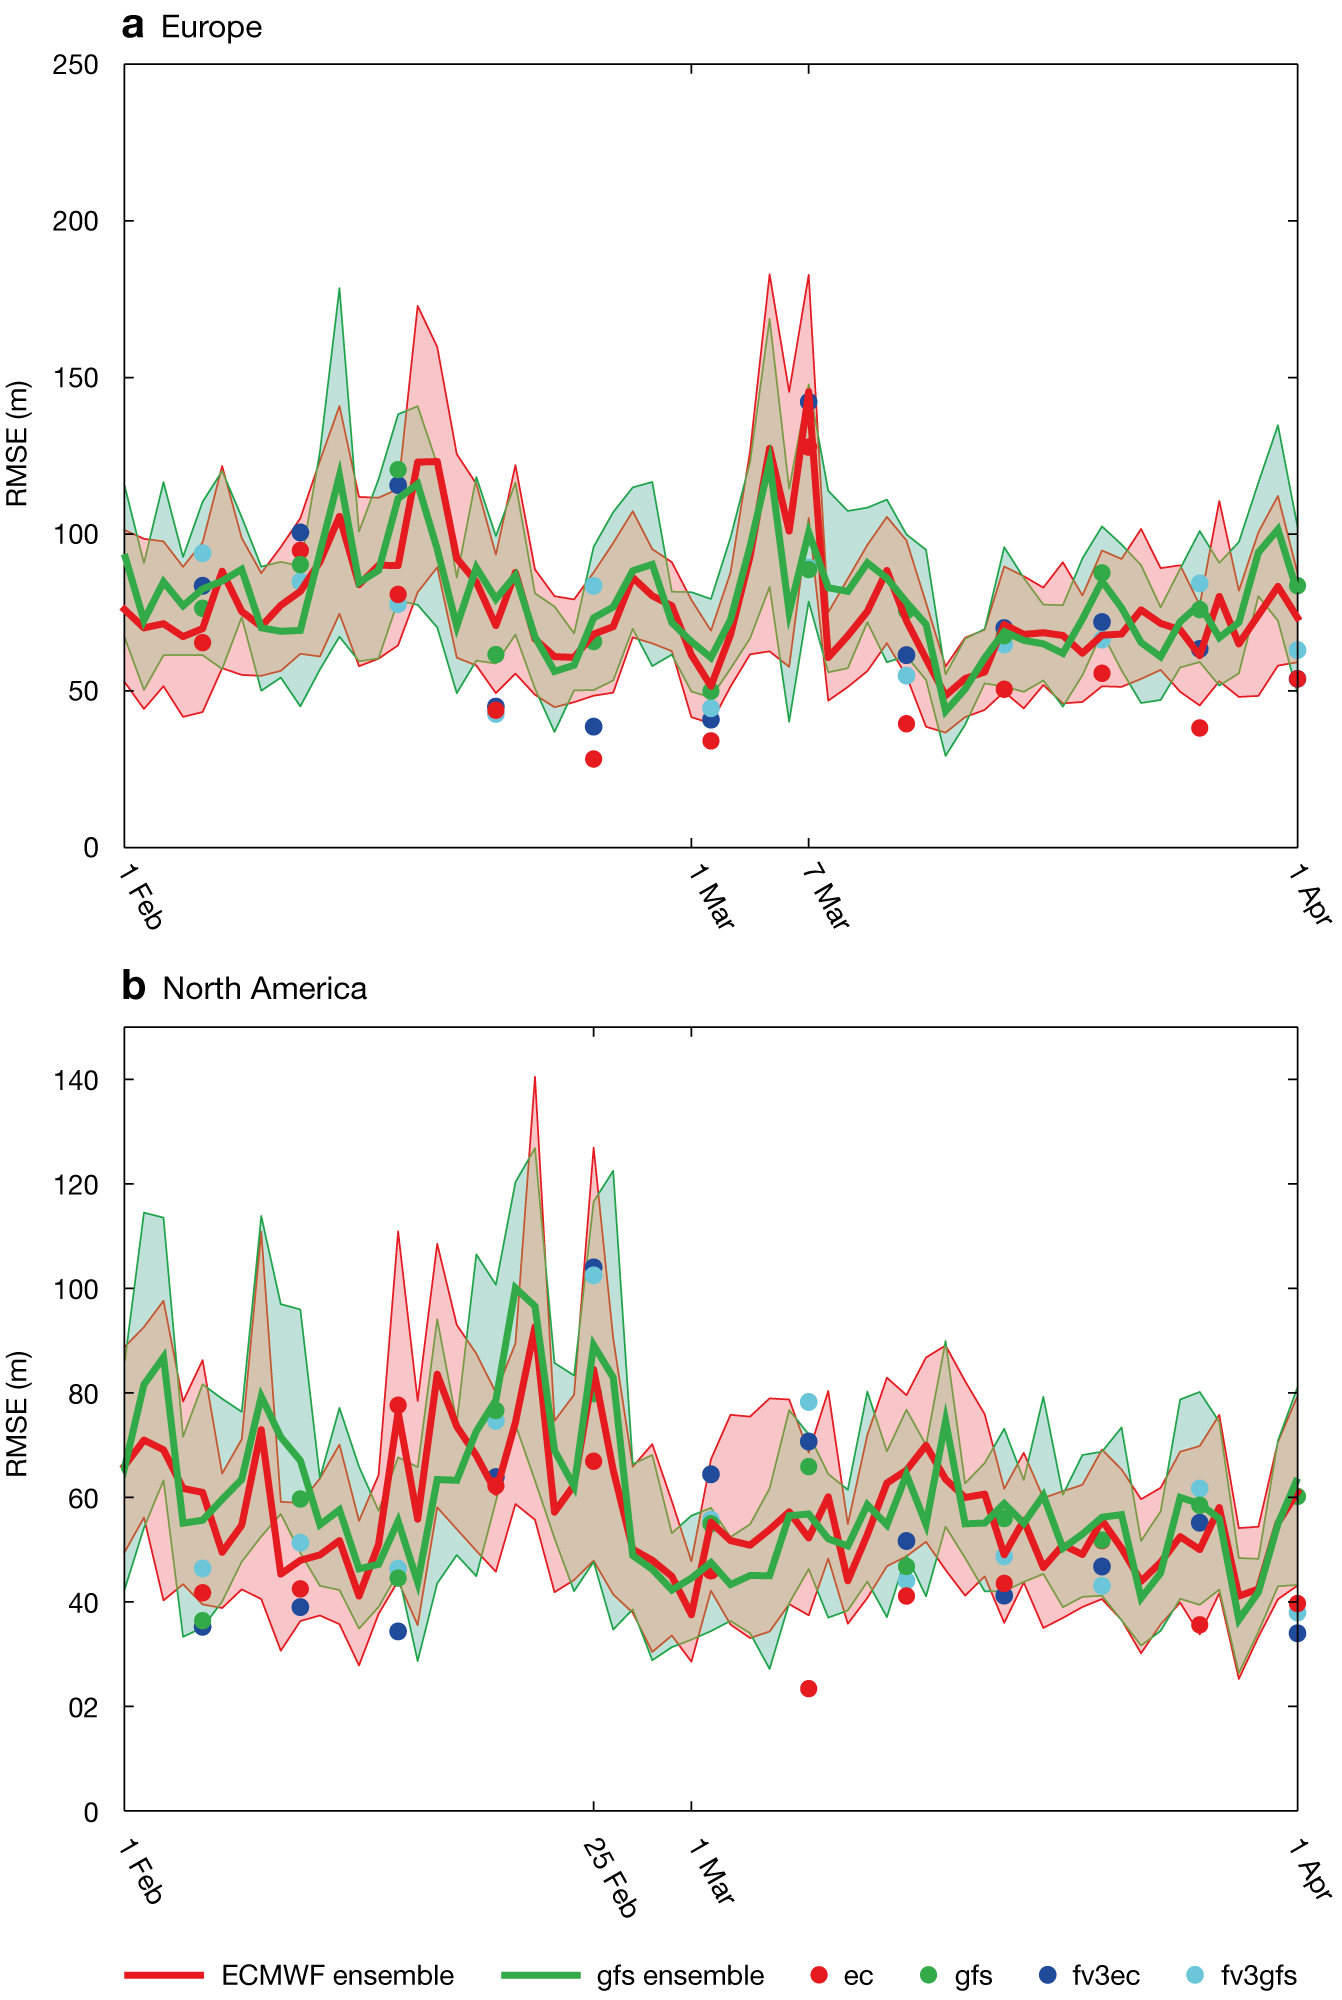 a Europe
250
200
150
100
50
0
RMSE (m)
1 Feb
1 Mar
7 Mar
1 Apr
b North America
140
120
100
80
60
40
02
0
RMSE (m)
1 Feb
25 Feb
1 Mar
1 Apr
ECMWF ensemble gfs ensemble ec gfs fv3ec fv3gfs